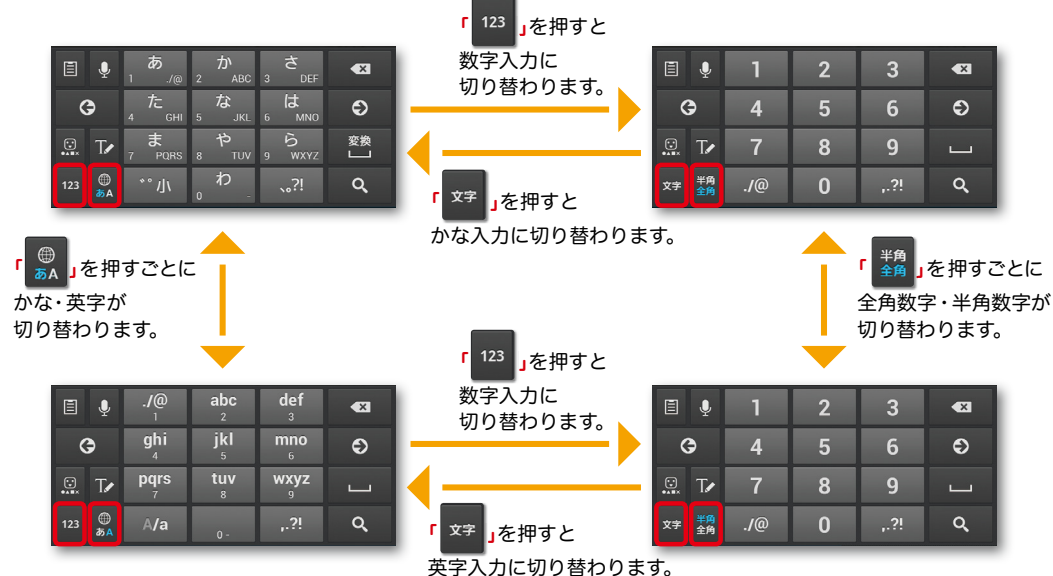 「123」を押すと
数字入力に
切り替わります。
あ 1 ./@
か 2 ABC
さ 3 DEF
た 4 GHI
な 5 JKL
は 6 MNO
ま 7 PQRS
や 8 TUV
ら 9 WXYZ
変換
123
あA
゛゜小
わ 0 -
、。?!
1 2 3
4 5 6
7 8 9
文字
半角
全角
./@
0
,.?!
「文字」を押すと
かな入力に切り替わります。
「あA」を押すごとに
かな・英字が
切り替わります。
「半角
全角」を押すごとに
全角数字・半角数字が
切り替わります。
「123」を押すと
数字入力に
切り替わります。
./@ 1
abc 2
def 3
ghi 4
jkl 5
mno 6
pqrs 7
tuv 8
wxyz 9
123
あA
A/a
0 -
,.?!
1 2 3
4 5 6
7 8 9
文字
半角
全角
./@
0
,.?!
「文字」を押すと
英字入力に切り替わります。